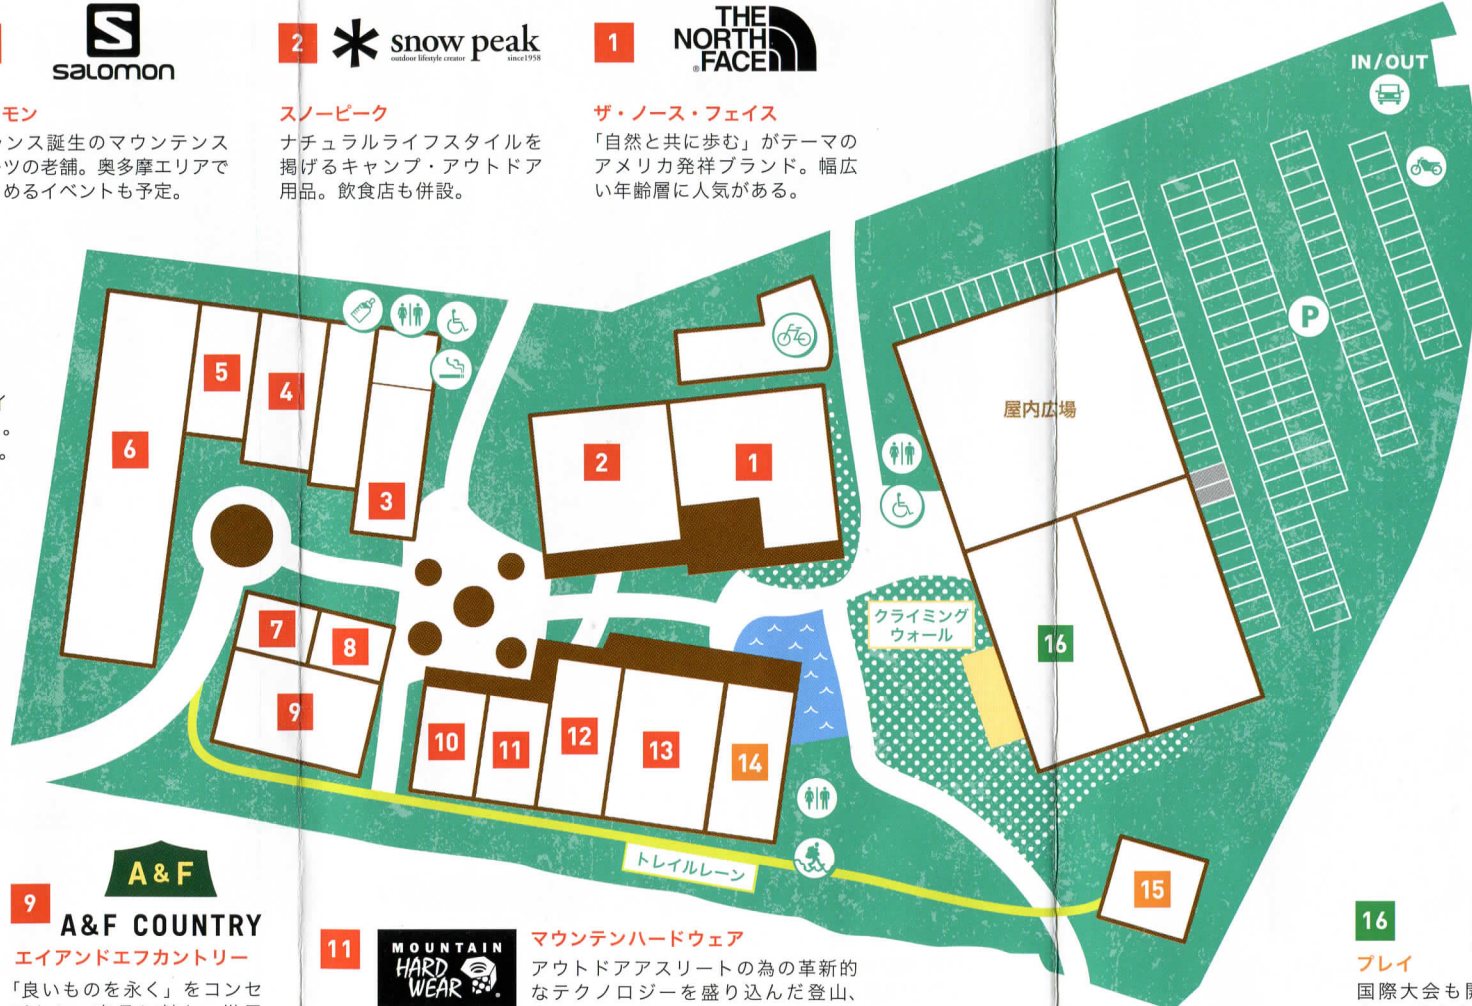 SALOMON
2
snow peak
outdoor lifestyle creator
since1958
1
THE
NORTH
FACE
®
モン
ンス誕生のマウンテンス
ツの老舗。奥多摩エリアで
めるイベントも予定。
スノーピーク
ナチュラルライフスタイルを
掲げるキャンプ・アウトドア
用品。飲食店も併設。
ザ・ノース・フェイス
「自然と共に歩む」がテーマの
アメリカ発祥ブランド。幅広
い年齢層に人気がある。
IN/OUT
P
イ
。
。
5
4
6
3
2
1
屋内広場
クライミング
ウォール
16
7
8
9
10
11
12
13
14
トレイルレーン
15
A&F
9
A&F COUNTRY
エイアンドエフカントリー
「良いものを永く」をコンセ
11
MOUNTAIN
HARD
WEAR
マウンテンハードウェア
アウトドアアスリートの為の革新的
なテクノロジーを盛り込んだ登山、
16
プレイ
国際大会も開